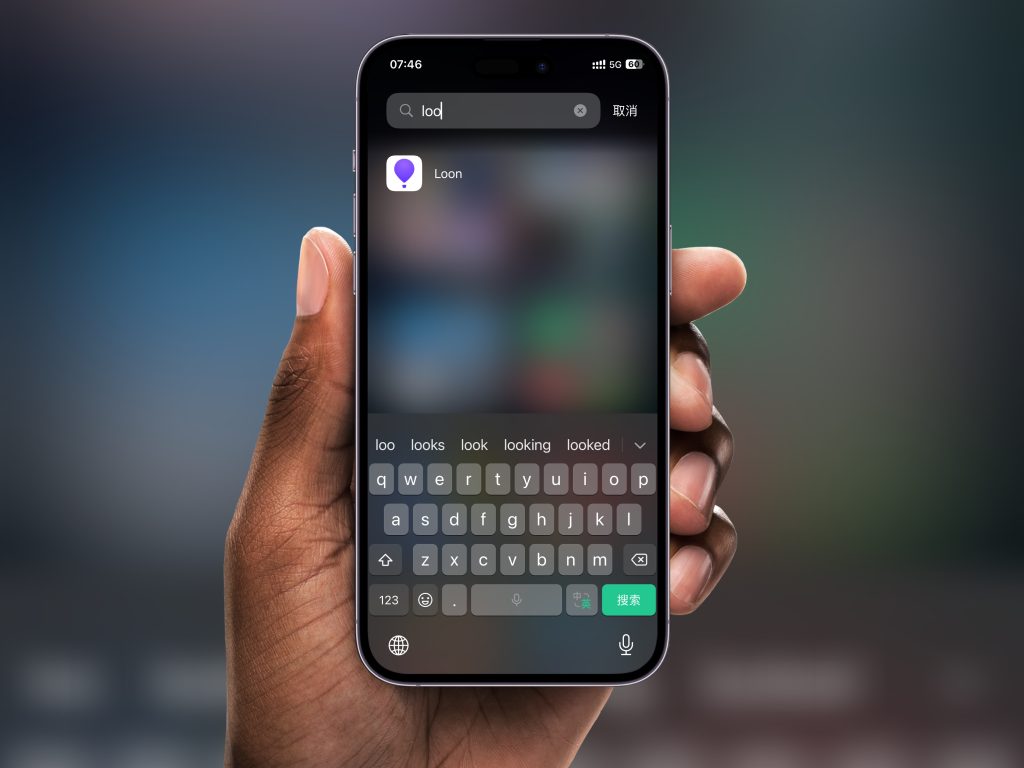 07:46 5G 60
loo 取消
Loon
loo looks look looking looked
q w e r t y u i o p
a s d f g h j k l
z x c v b n m
123 . 中 英 搜索